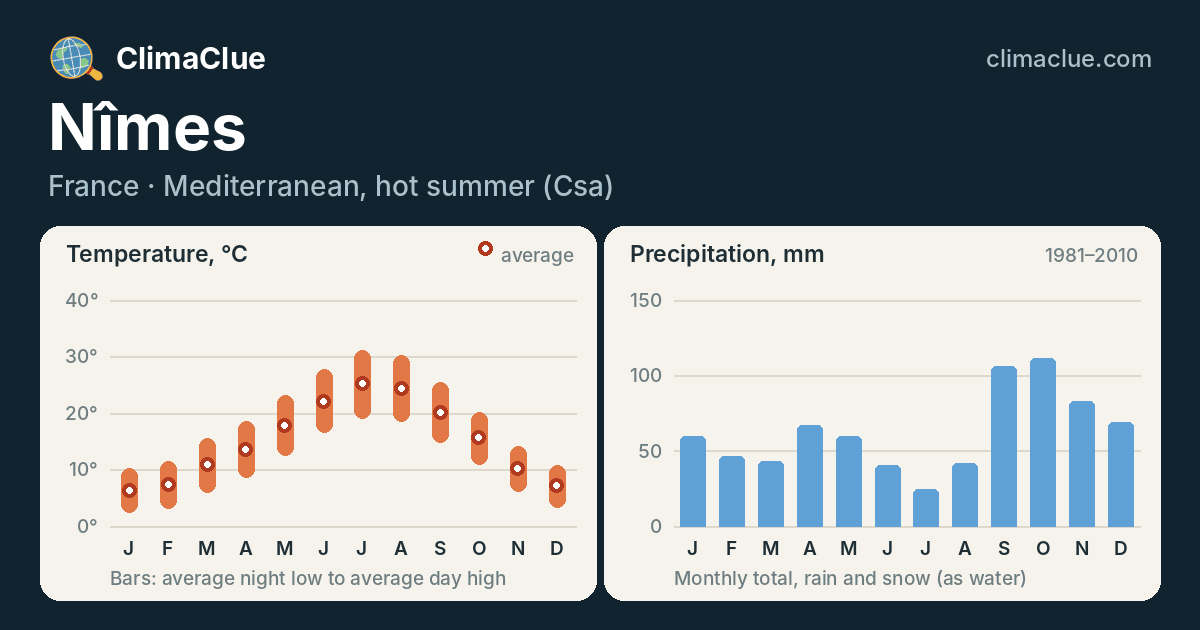 ClimaClue
climaclue.com
Nîmes
France · Mediterranean, hot summer (Csa)
Temperature, °C
average
40°
30°
20°
10°
0°
J F M A M J J A S O N D
Bars: average night low to average day high
Precipitation, mm
1981–2010
150
100
50
0
J F M A M J J A S O N D
Monthly total, rain and snow (as water)